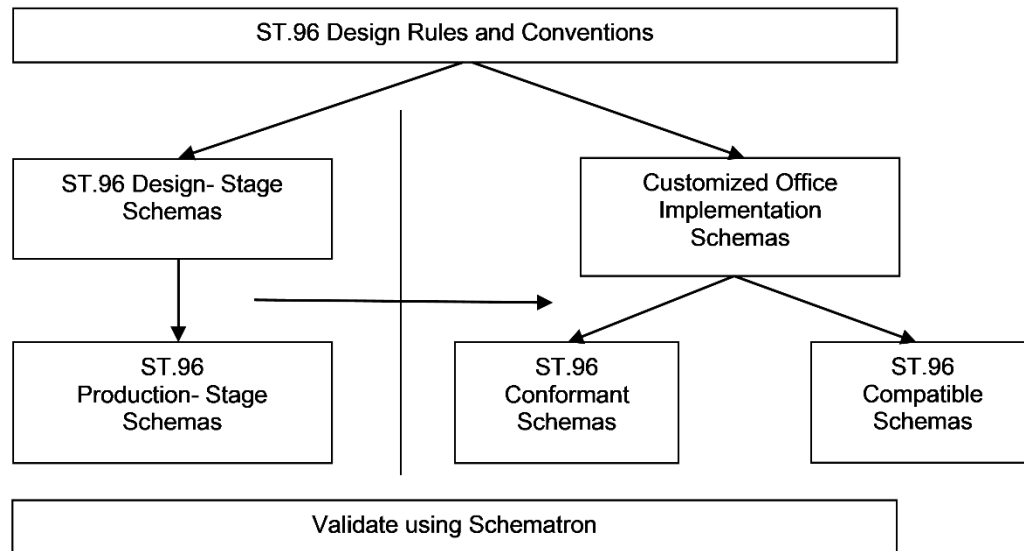 ST.96 Design Rules and Conventions
ST.96 Design- Stage
Schemas
Customized Office
Implementation
Schemas
ST.96
Production- Stage
Schemas
ST.96
Conformant
Schemas
ST.96
Compatible
Schemas
Validate using Schematron